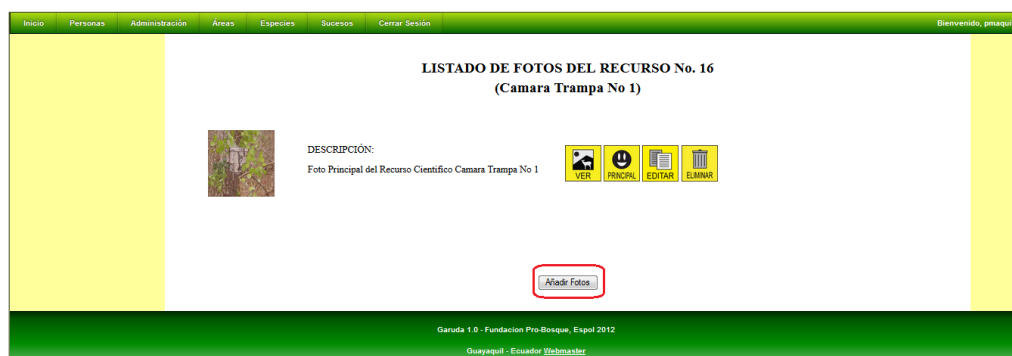 Inicio Personas Administración Áreas Especies Sucesos Cerrar Sesión Bienvenido, pmaqui
LISTADO DE FOTOS DEL RECURSO No. 16
(Camara Trampa No 1)
DESCRIPCIÓN:
Foto Principal del Recurso Cientifico Camara Trampa No 1
VER PRINCIPAL EDITAR ELIMINAR
Añadir Fotos
Garuda 1.0 - Fundacion Pro-Bosque, Espol 2012
Guayaquil - Ecuador Webmaster